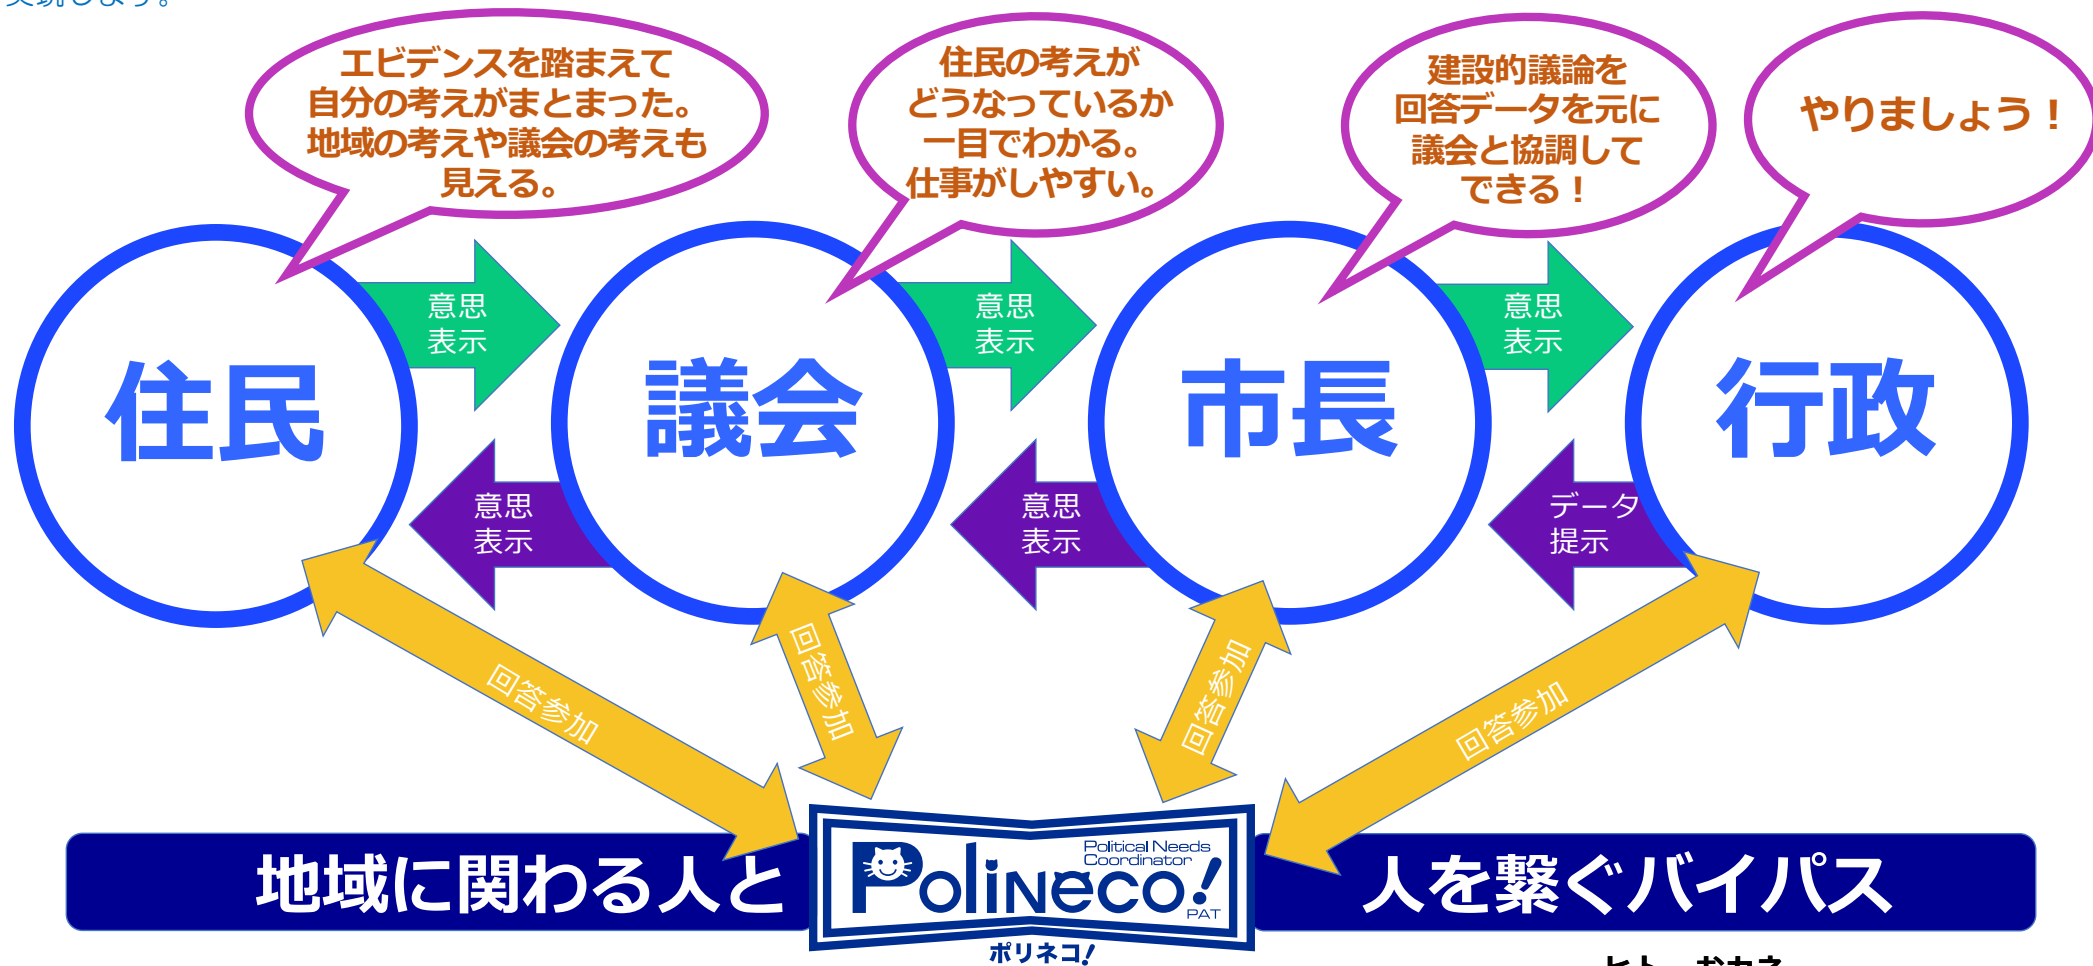 実現します。
エビデンスを踏まえて
自分の考えがまとまった。
地域の考えや議会の考えも
見える。
住民の考えが
どうなっているか
一目でわかる。
仕事がしやすい。
建設的議論を
回答データを元に
議会と協調して
できる！
やりましょう！
意思
表示
意思
表示
意思
表示
住民
議会
市長
行政
意思
表示
意思
表示
データ
提示
回答参加
回答参加
回答参加
回答参加
地域に関わる人と
Political Needs
Coordinator
PoliNeco!
PAT
ポリネコ!
人を繋ぐバイパス